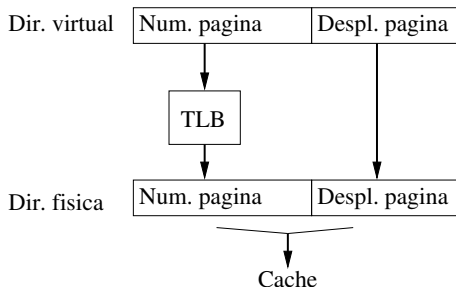 Dir. virtual Num. pagina Despl. pagina
TLB
Dir. fisica Num. pagina Despl. pagina
Cache